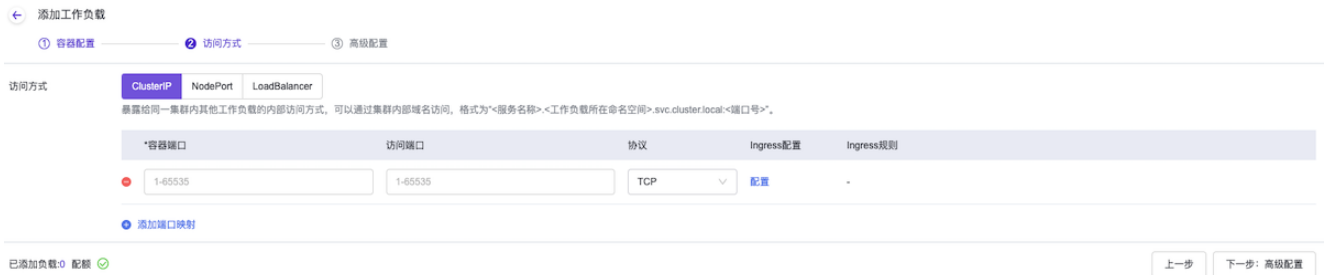 添加工作负载
① 容器配置 ② 访问方式 ③ 高级配置
访问方式 ClusterIP NodePort LoadBalancer
暴露给同一集群内其他工作负载的内部访问方式，可以通过集群内部域名访问，格式为"<服务名称>.<工作负载所在命名空间>.svc.cluster.local:<端口号>"。
*容器端口 访问端口 协议 Ingress配置 Ingress规则
1-65535 1-65535 TCP 配置 -
添加端口映射
已添加负载:0 配额 上一步 下一步：高级配置